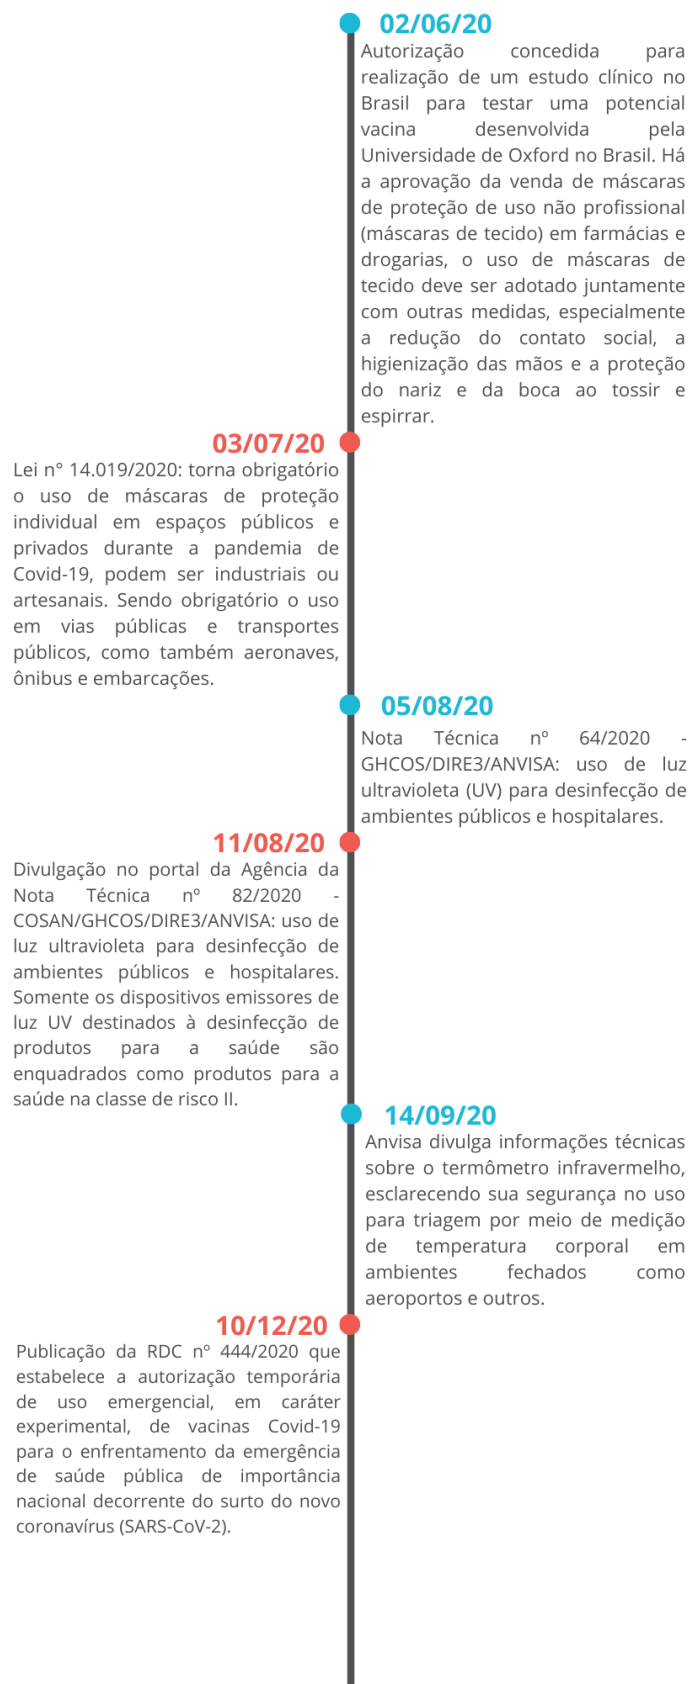 02/06/20
Autorização concedida para
realização de um estudo clínico no
Brasil para testar uma potencial
vacina desenvolvida pela
Universidade de Oxford no Brasil. Há
a aprovação da venda de máscaras
de proteção de uso não profissional
(máscaras de tecido) em farmácias e
drogarias, o uso de máscaras de
tecido deve ser adotado juntamente
com outras medidas, especialmente
a redução do contato social, a
higienização das mãos e a proteção
do nariz e da boca ao tossir e
espirrar.
03/07/20
Lei n° 14.019/2020: torna obrigatório
o uso de máscaras de proteção
individual em espaços públicos e
privados durante a pandemia de
Covid-19, podem ser industriais ou
artesanais. Sendo obrigatório o uso
em vias públicas e transportes
públicos, como também aeronaves,
ônibus e embarcações.
05/08/20
Nota Técnica nº 64/2020 -
GHCOS/DIRE3/ANVISA: uso de luz
ultravioleta (UV) para desinfecção de
ambientes públicos e hospitalares.
11/08/20
Divulgação no portal da Agência da
Nota Técnica nº 82/2020 -
COSAN/GHCOS/DIRE3/ANVISA: uso de
luz ultravioleta para desinfecção de
ambientes públicos e hospitalares.
Somente os dispositivos emissores de
luz UV destinados à desinfecção de
produtos para a saúde são
enquadrados como produtos para a
saúde na classe de risco II.
14/09/20
Anvisa divulga informações técnicas
sobre o termômetro infravermelho,
esclarecendo sua segurança no uso
para triagem por meio de medição
de temperatura corporal em
ambientes fechados como
aeroportos e outros.
10/12/20
Publicação da RDC nº 444/2020 que
estabelece a autorização temporária
de uso emergencial, em caráter
experimental, de vacinas Covid-19
para o enfrentamento da emergência
de saúde pública de importância
nacional decorrente do surto do novo
coronavírus (SARS-CoV-2).